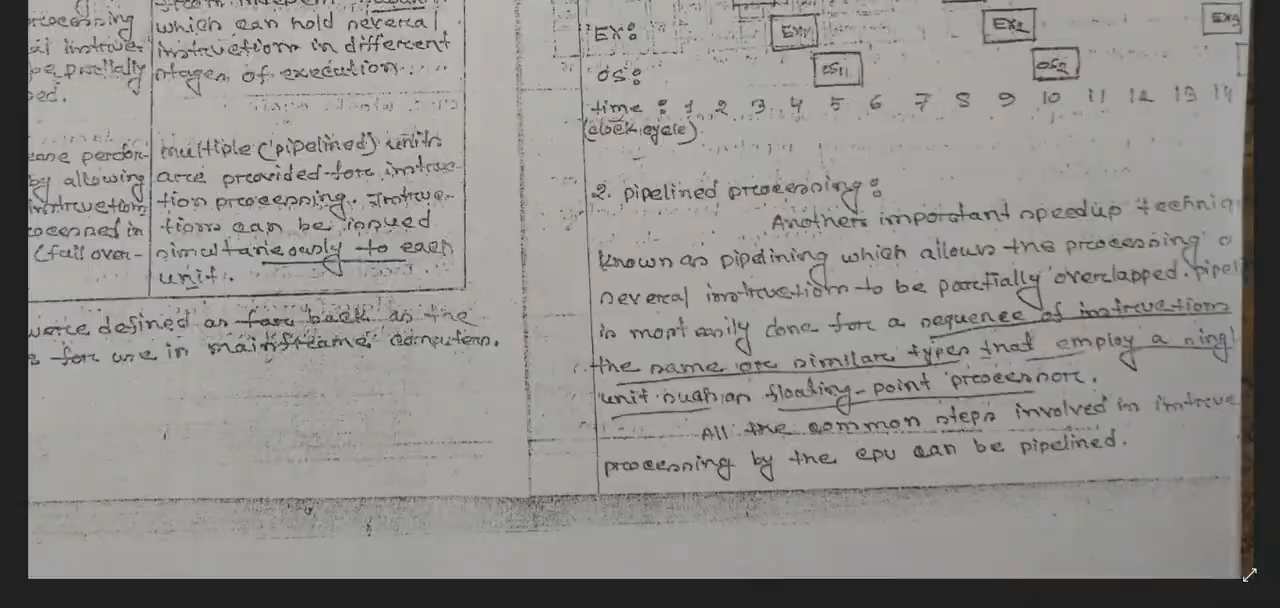 processing
al instruc
be partially
ped.
which can hold several
instruction in different
stages of execution.
ane perfor-
by allowing
instruction
processed in
(fail over-
multiple (pipelined) units
are provided for instruc-
tion processing. Instruc-
tions can be issued
simultaneously to each
unit.
were defined as far back as the
s for use in mainframe computers.
EX:
EX1
EX2
EX3
OS:
OS1
OS2
time : 1 2 3 4 5 6 7 8 9 10 11 12 13 14
(clock cycle)
2. pipelined processing:
Another important speedup techniq
known as pipelining which allows the processing o
several instruction to be partially overlapped. pipel
is most easily done for a sequence of instructions
the same or similar types that employ a singl
unit such as floating-point processor.
All the common steps involved in instruc
processing by the cpu can be pipelined.